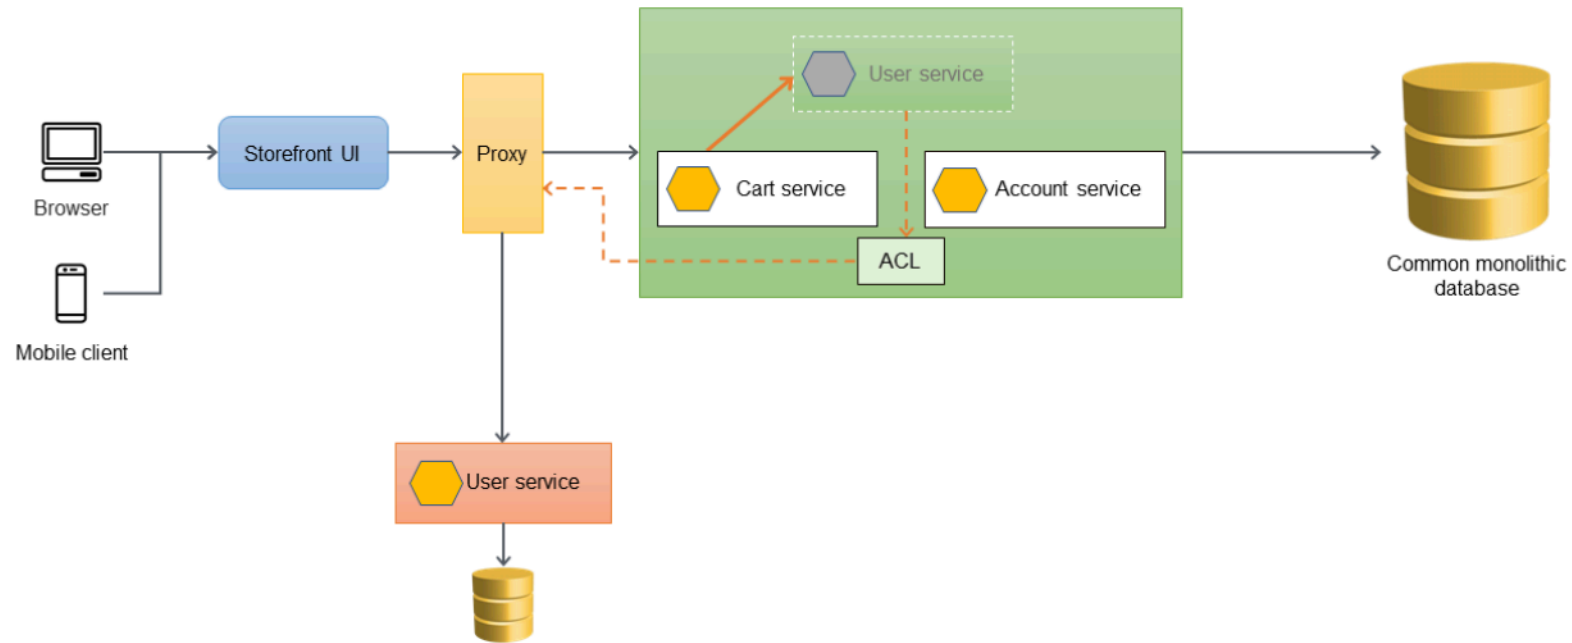 User service
Storefront UI
Proxy
Cart service
Account service
Browser
ACL
Common monolithic
database
Mobile client
User service